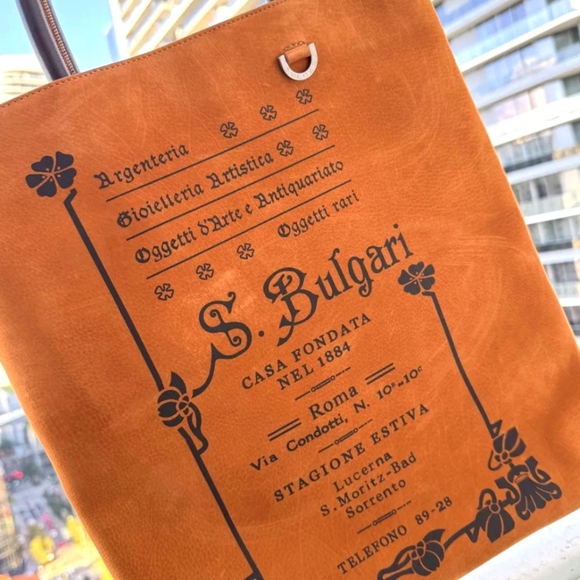 Argenteria
Gioielleria Artistica
Oggetti d'Arte e Antiquariato
Oggetti rari
S. Bulgari
CASA FONDATA
NEL 1884
Roma
Via Condotti, N. 10ᵃ-10ᶜ
STAGIONE ESTIVA
Lucerna
S. Moritz-Bad
Sorrento
TELEFONO 89-28